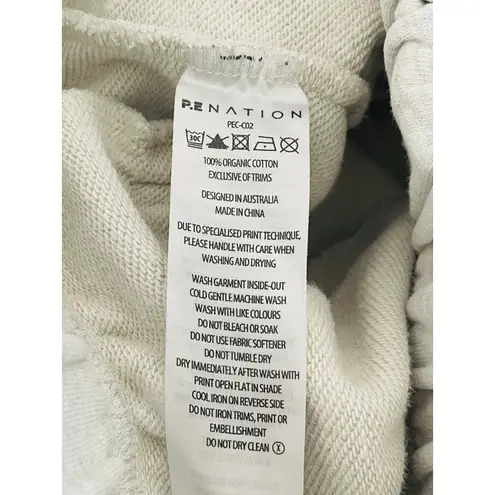 P.E NATION
PEC-C02
30C
100% ORGANIC COTTON
EXCLUSIVE OF TRIMS
DESIGNED IN AUSTRALIA
MADE IN CHINA
DUE TO SPECIALISED PRINT TECHNIQUE,
PLEASE HANDLE WITH CARE WHEN
WASHING AND DRYING
WASH GARMENT INSIDE-OUT
COLD GENTLE MACHINE WASH
WASH WITH LIKE COLOURS
DO NOT BLEACH OR SOAK
DO NOT USE FABRIC SOFTENER
DO NOT TUMBLE DRY
DRY IMMEDIATELY AFTER WASH WITH
PRINT OPEN FLAT IN SHADE
COOL IRON ON REVERSE SIDE
DO NOT IRON TRIMS, PRINT OR
EMBELLISHMENT
DO NOT DRY CLEAN X